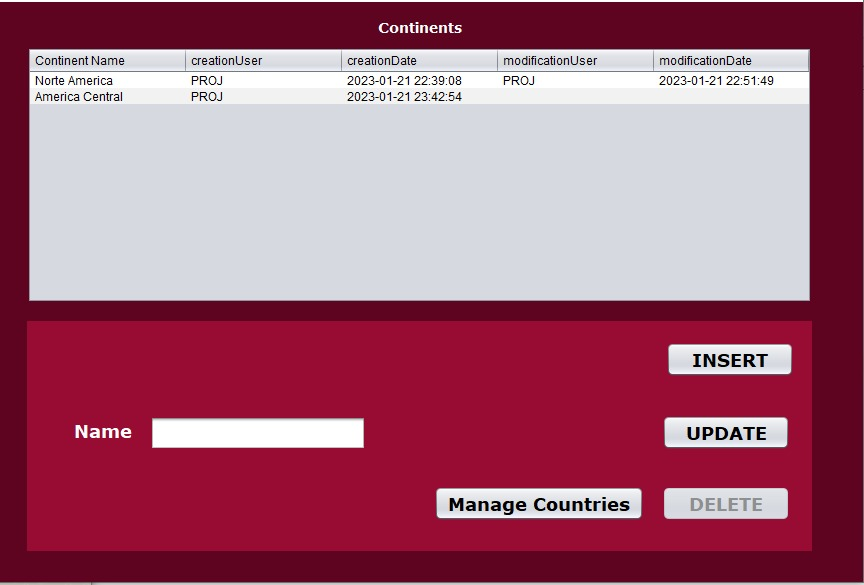 Continents
Continent Name creationUser creationDate modificationUser modificationDate
Norte America PROJ 2023-01-21 22:39:08 PROJ 2023-01-21 22:51:49
America Central PROJ 2023-01-21 23:42:54
INSERT
Name UPDATE
Manage Countries DELETE